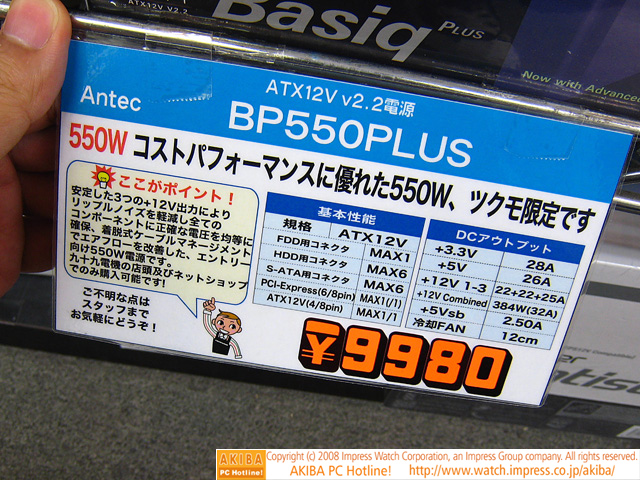 ATX12V V2.2
Basiq PLUS
Now with Advanced
Antec
ATX12V v2.2電源
BP550PLUS
550W コストパフォーマンスに優れた550W、ツクモ限定です
ここがポイント!
安定した3つの+12V出力により
リップルノイズを軽減し全ての
コンポーネントに正確な電圧を均等に
確保、着脱式ケーブルマネージメント
でエアフローを改善した、エントリー
向け550W電源です。
九十九電機の店頭及びネットショップ
でのみ購入可能です!
ご不明な点は
スタッフまで
お気軽にどうぞ!
基本性能
規格 ATX12V
FDD用コネクタ MAX1
HDD用コネクタ MAX6
S-ATA用コネクタ MAX6
PCI-Express(6/8pin) MAX1(/1)
ATX12V(4/8pin) MAX1/1
DCアウトプット
+3.3V 28A
+5V 26A
+12V 1-3 22+22+25A
+12V Combined 384W(32A)
+5Vsb 2.50A
冷却FAN 12cm
¥9980
AKIBA
PC Hotline!
Copyright (c) 2008 Impress Watch Corporation, an Impress Group company. All rights reserved.
AKIBA PC Hotline! http://www.watch.impress.co.jp/akiba/